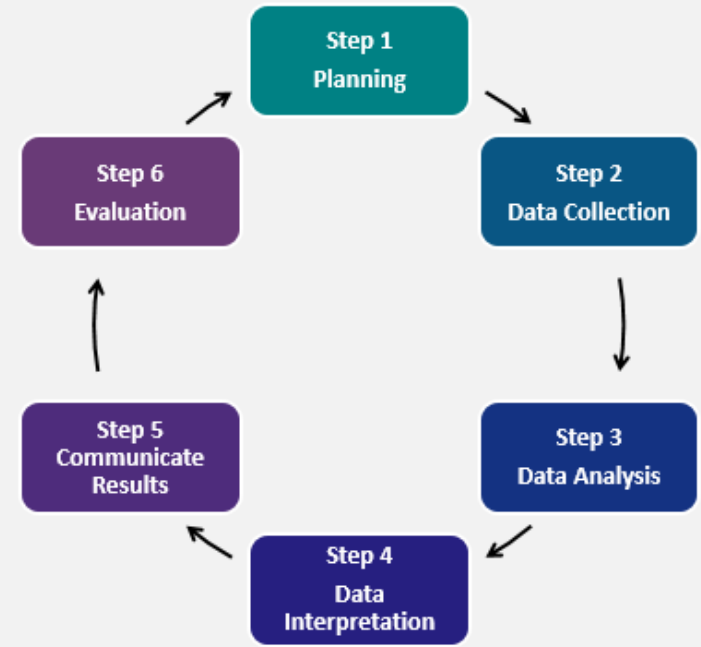 Step 1
Planning
Step 2
Data Collection
Step 3
Data Analysis
Step 4
Data
Interpretation
Step 5
Communicate
Results
Step 6
Evaluation